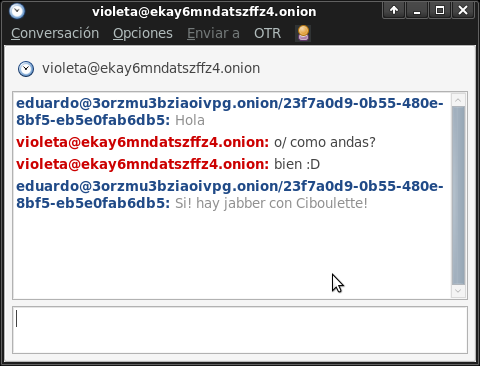 violeta@ekay6mndatszffz4.onion
Conversación Opciones Enviar a OTR
violeta@ekay6mndatszffz4.onion
eduardo@3orzmu3bziaoivpg.onion/23f7a0d9-0b55-480e-
8bf5-eb5e0fab6db5: Hola
violeta@ekay6mndatszffz4.onion: o/ como andas?
violeta@ekay6mndatszffz4.onion: bien :D
eduardo@3orzmu3bziaoivpg.onion/23f7a0d9-0b55-480e-
8bf5-eb5e0fab6db5: Si! hay jabber con Ciboulette!